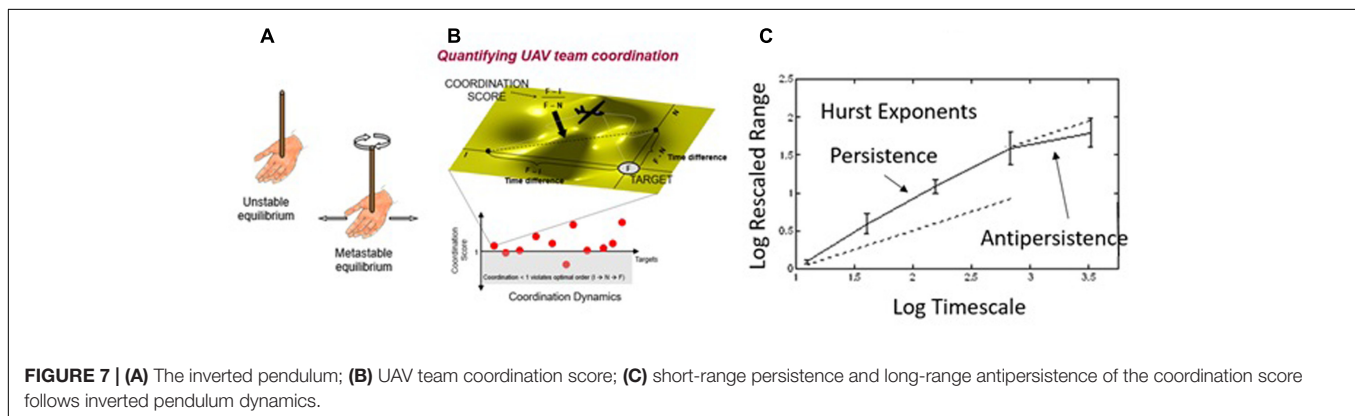 A
Unstable
equilibrium
Metastable
equilibrium
B
Quantifying UAV team coordination
COORDINATION
SCORE
F – I
F – N
N
I
F – N
Time difference
F – I
Time difference
F
TARGET
Coordination
Score
1
Targets
Coordination < 1 violates optimal order (I → N → F)
Coordination Dynamics
C
Log Rescaled Range
2.5
2
1.5
1
0.5
0
Hurst Exponents
Persistence
Antipersistence
1
1.5
2
2.5
3
3.5
Log Timescale
FIGURE 7 | (A) The inverted pendulum; (B) UAV team coordination score; (C) short-range persistence and long-range antipersistence of the coordination score
follows inverted pendulum dynamics.